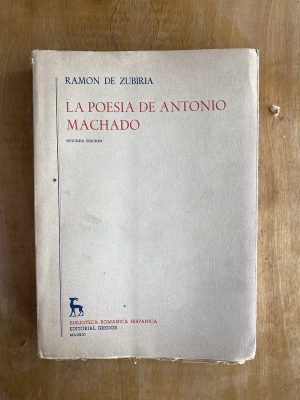 RAMON DE ZUBIRIA
LA POESIA DE ANTONIO
MACHADO
SEGUNDA EDICION
BIBLIOTECA ROMANICA HISPANICA
EDITORIAL GREDOS
MADRID